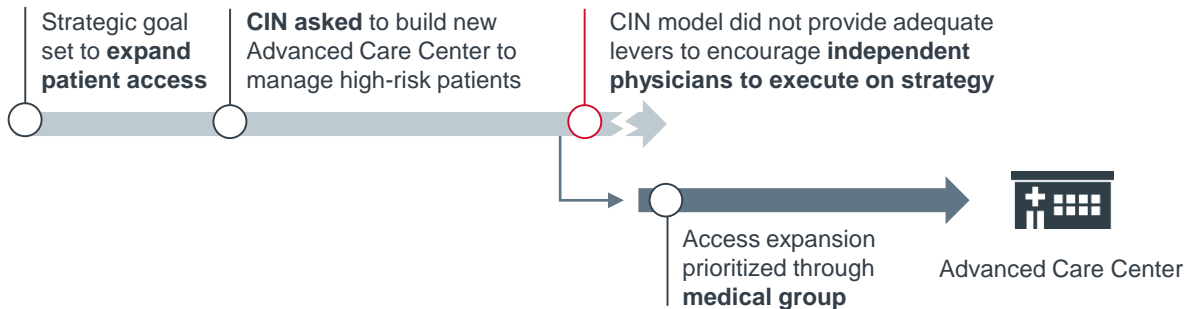 Strategic goal
set to expand
patient access
CIN asked to build new
Advanced Care Center to
manage high-risk patients
CIN model did not provide adequate
levers to encourage independent
physicians to execute on strategy
Access expansion
prioritized through
medical group
Advanced Care Center